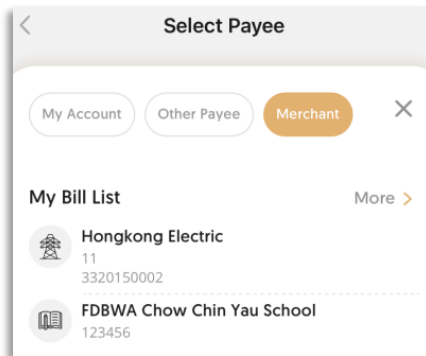 Select Payee
My Account Other Payee Merchant
My Bill List More
Hongkong Electric
11
3320150002
FDBWA Chow Chin Yau School
123456